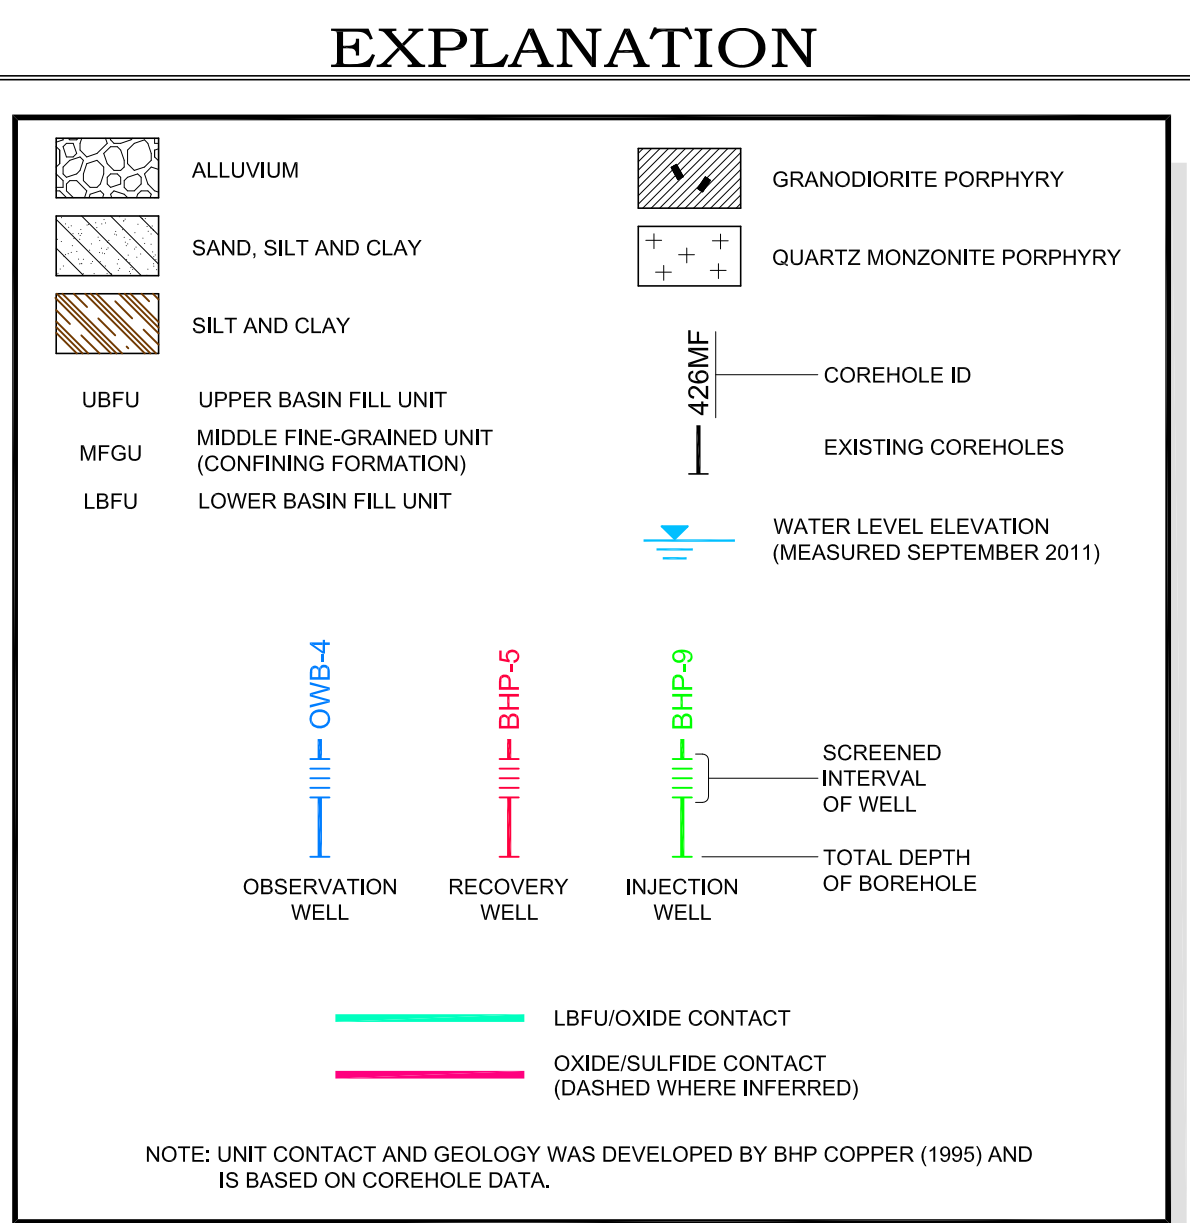 EXPLANATION
ALLUVIUM
SAND, SILT AND CLAY
SILT AND CLAY
UBFU UPPER BASIN FILL UNIT
MFGU MIDDLE FINE-GRAINED UNIT
(CONFINING FORMATION)
LBFU LOWER BASIN FILL UNIT
GRANODIORITE PORPHYRY
QUARTZ MONZONITE PORPHYRY
426MF
COREHOLE ID
EXISTING COREHOLES
WATER LEVEL ELEVATION
(MEASURED SEPTEMBER 2011)
OWB-4
OBSERVATION
WELL
BHP-5
RECOVERY
WELL
BHP-9
INJECTION
WELL
SCREENED
INTERVAL
OF WELL
TOTAL DEPTH
OF BOREHOLE
LBFU/OXIDE CONTACT
OXIDE/SULFIDE CONTACT
(DASHED WHERE INFERRED)
NOTE: UNIT CONTACT AND GEOLOGY WAS DEVELOPED BY BHP COPPER (1995) AND
IS BASED ON COREHOLE DATA.